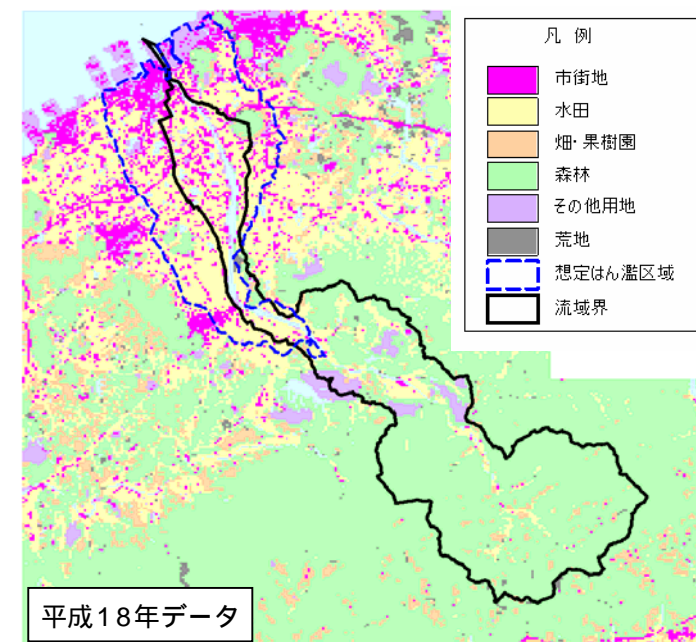 凡例
市街地
水田
畑・果樹園
森林
その他用地
荒地
想定はん濫区域
流域界
平成18年データ